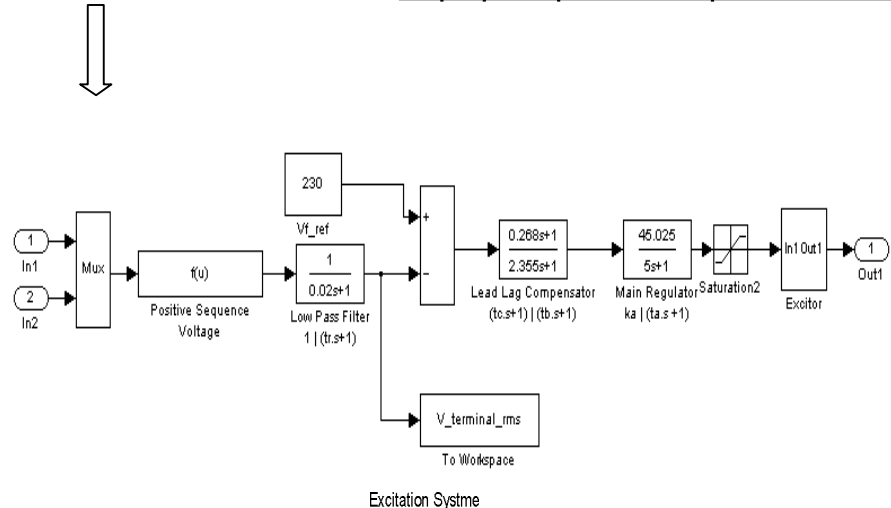 230
Vf_ref
1
In1
2
In2
Mux
f(u)
Positive Sequence
Voltage
1
0.02s+1
Low Pass Filter
1 | (tr.s+1)
+
−
0.268s+1
2.355s+1
Lead Lag Compensator
(tc.s+1) | (tb.s+1)
45.025
5s+1
Main Regulator
ka | (ta.s+1)
Saturation2
In1 Out1
Excitor
1
Out1
V_terminal_rms
To Workspace
Excitation Systme